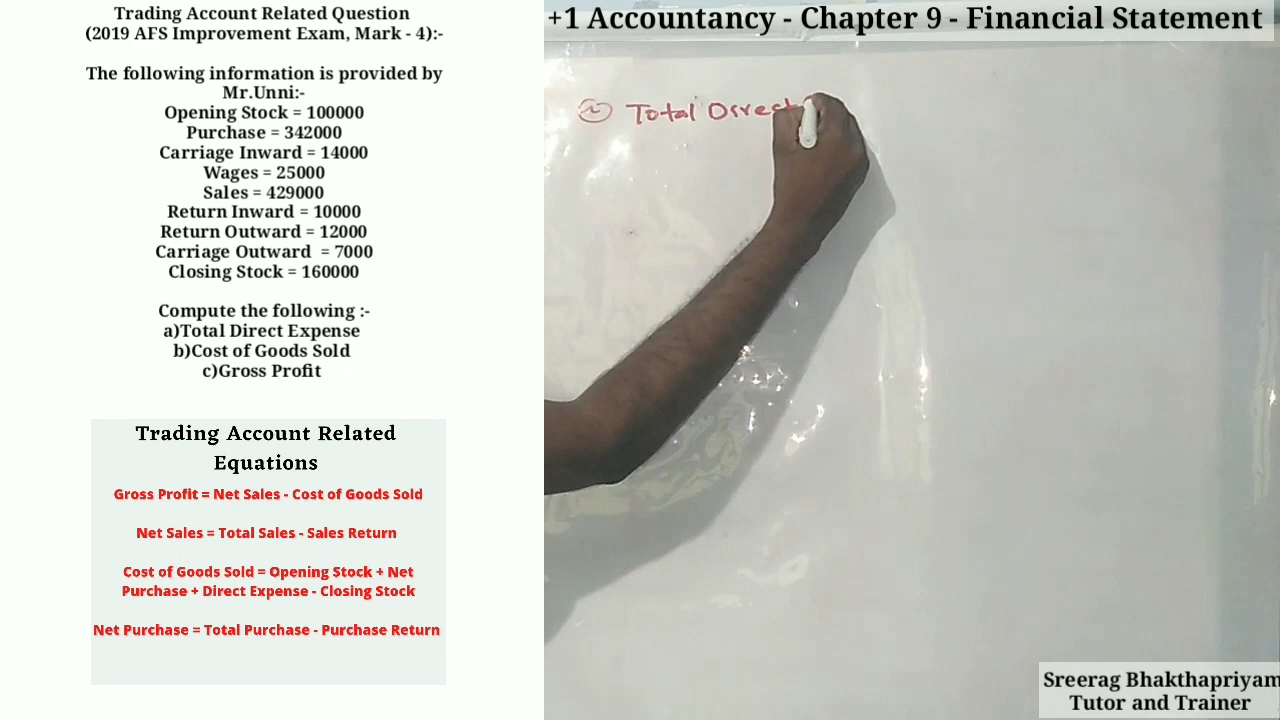 Trading Account Related Question
(2019 AFS Improvement Exam, Mark - 4):-
The following information is provided by
Mr.Unni:-
Opening Stock = 100000
Purchase = 342000
Carriage Inward = 14000
Wages = 25000
Sales = 429000
Return Inward = 10000
Return Outward = 12000
Carriage Outward = 7000
Closing Stock = 160000
Compute the following :-
a)Total Direct Expense
b)Cost of Goods Sold
c)Gross Profit
Trading Account Related
Equations
Gross Profit = Net Sales - Cost of Goods Sold
Net Sales = Total Sales - Sales Return
Cost of Goods Sold = Opening Stock + Net
Purchase + Direct Expense - Closing Stock
Net Purchase = Total Purchase - Purchase Return
+1 Accountancy - Chapter 9 - Financial Statement
Total Direct
Sreerag Bhakthapriyam
Tutor and Trainer